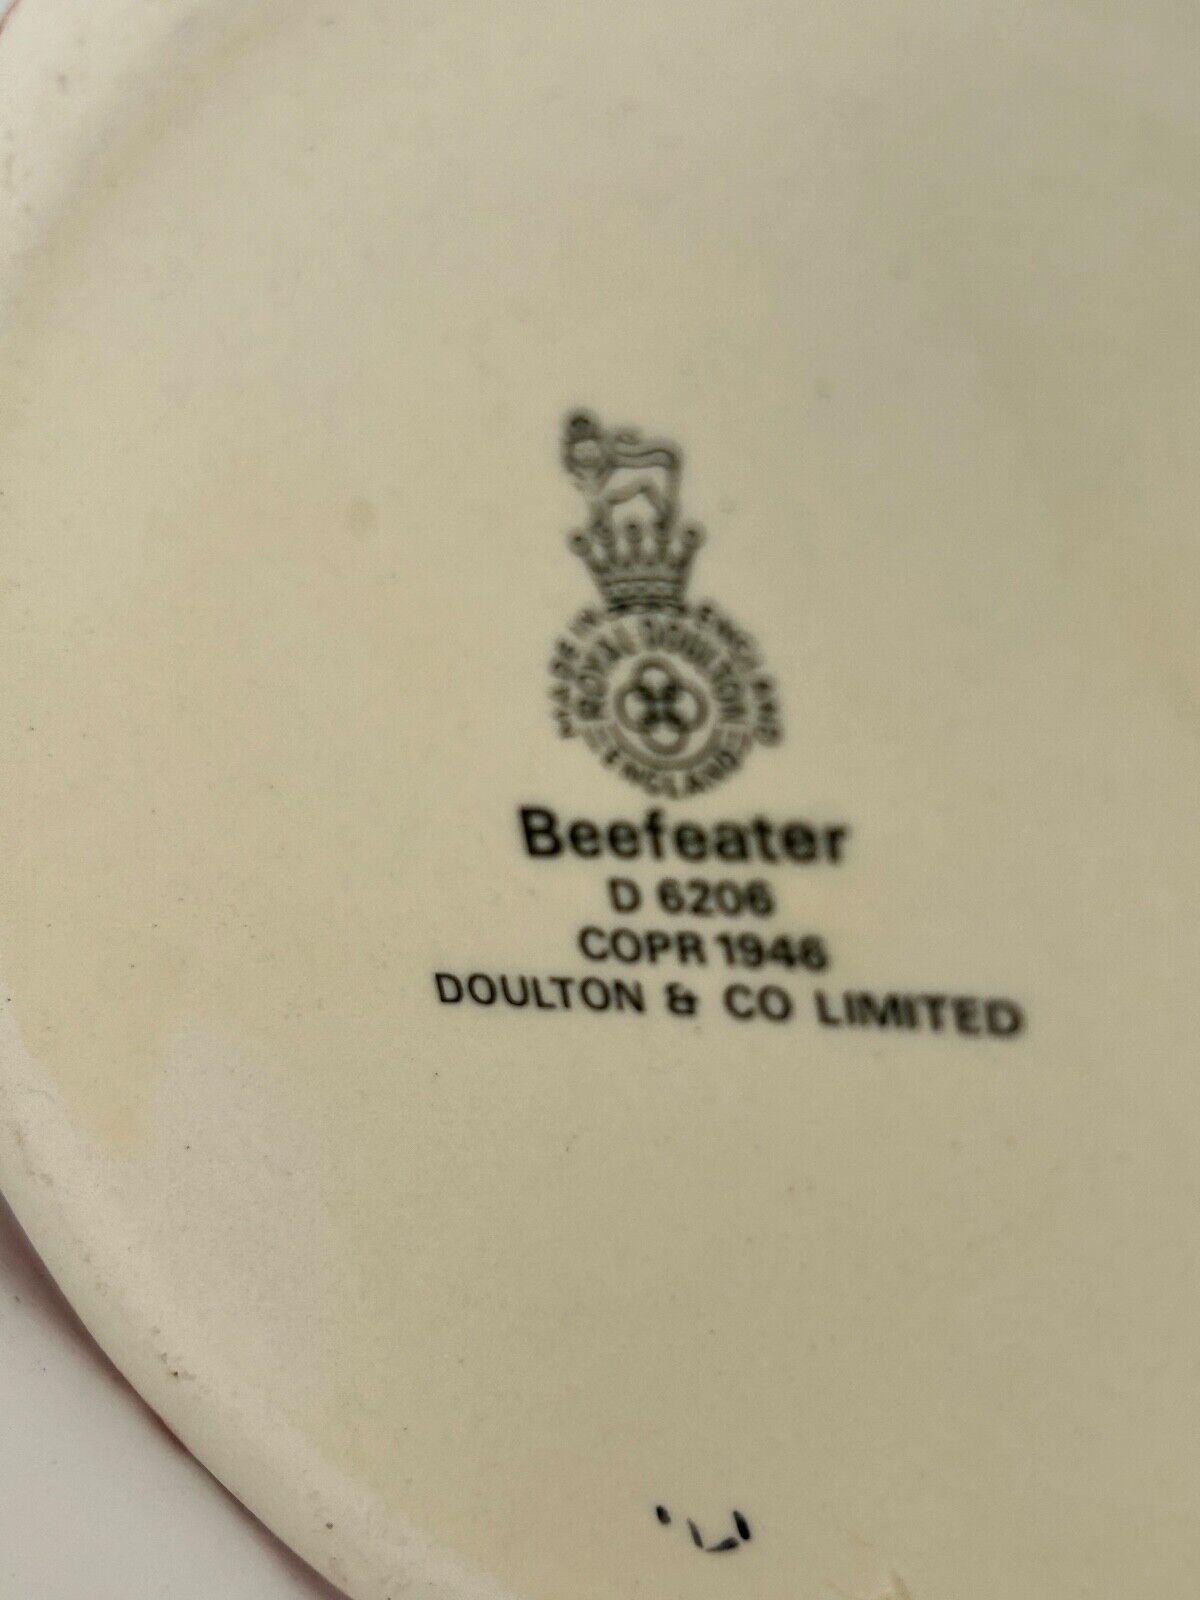 MADE IN ENGLAND
ROYAL DOULTON
ENGLAND
Beefeater
D 6206
COPR 1946
DOULTON & CO LIMITED